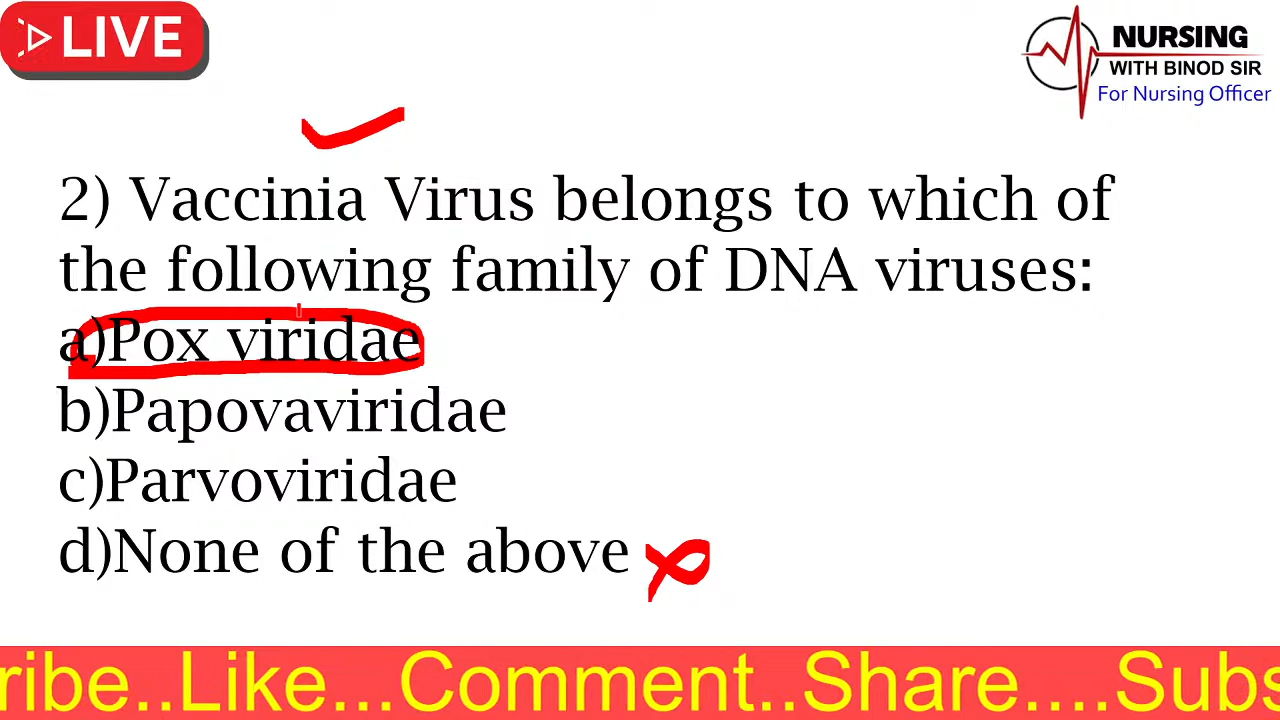 LIVE
NURSING
WITH BINOD SIR
For Nursing Officer
2) Vaccinia Virus belongs to which of
the following family of DNA viruses:
a)Pox viridae
b)Papovaviridae
c)Parvoviridae
d)None of the above
ribe..Like...Comment..Share....Subs